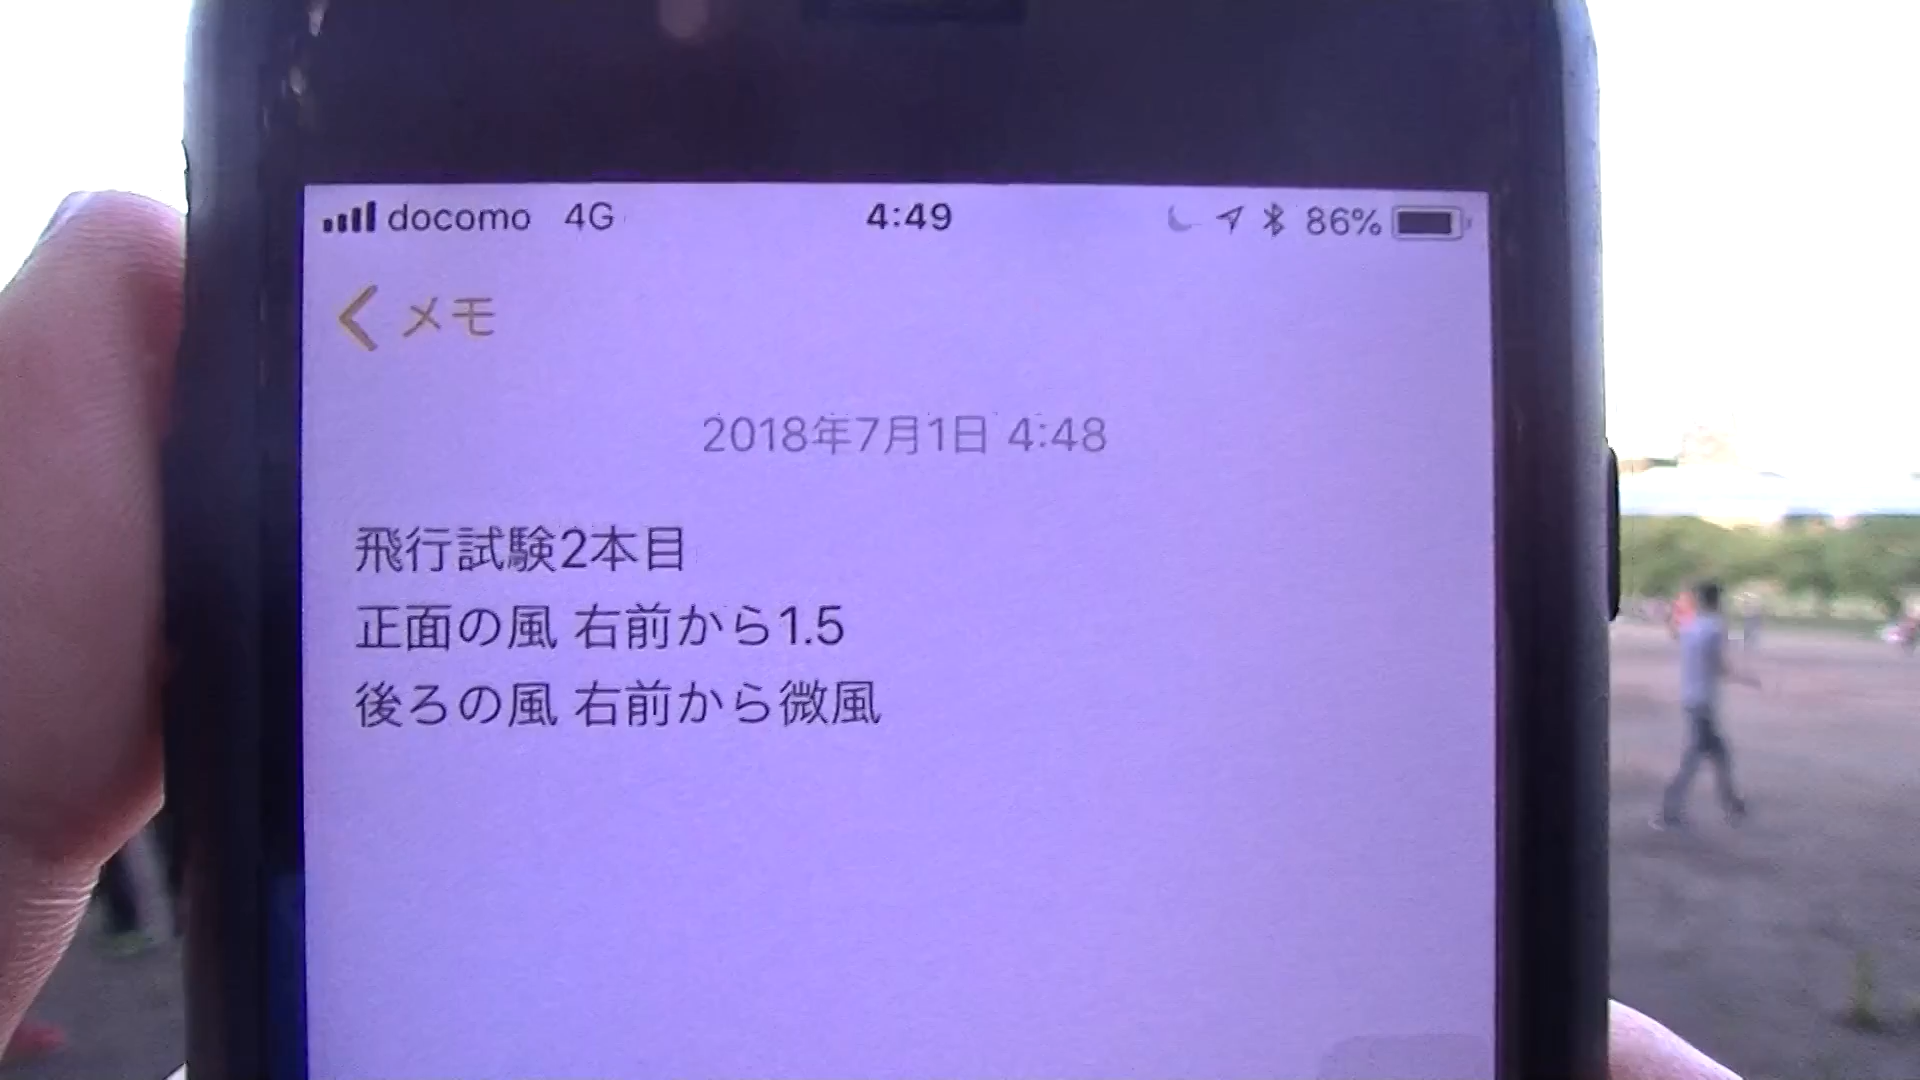 docomo 4G 4:49 86%
メモ
2018年7月1日 4:48
飛行試験2本目
正面の風 右前から1.5
後ろの風 右前から微風